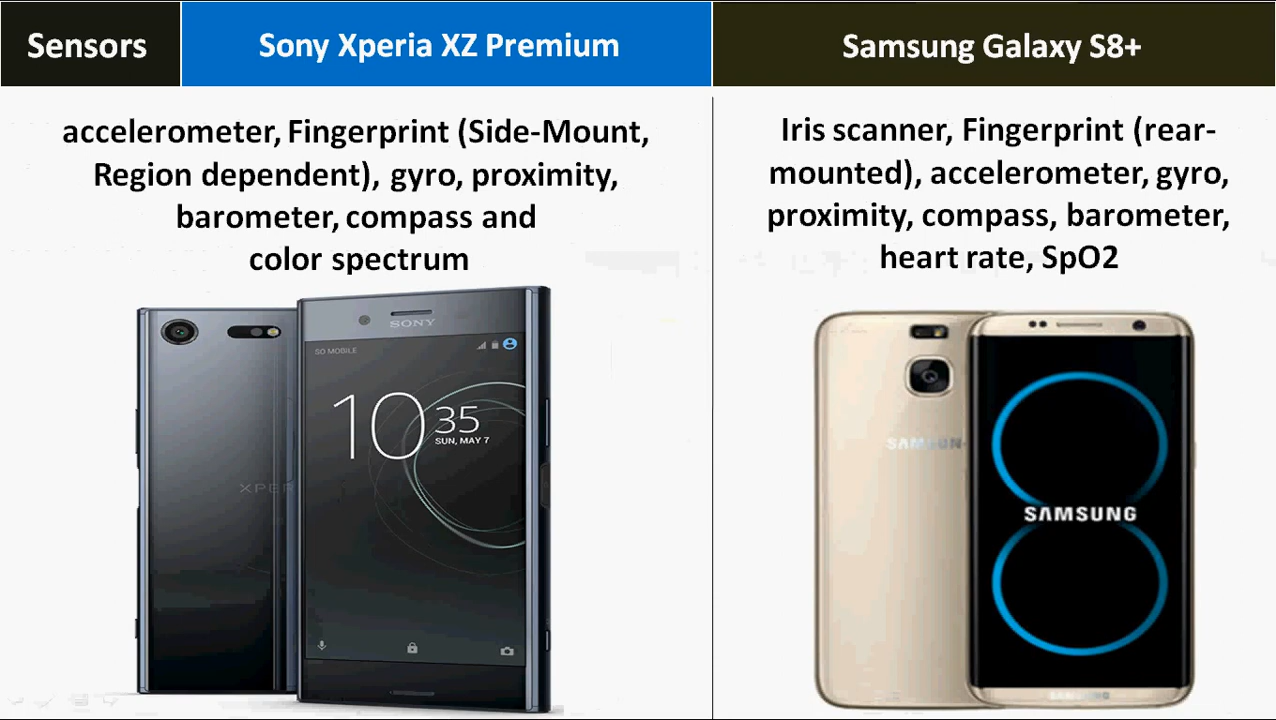 Sensors
Sony Xperia XZ Premium
Samsung Galaxy S8+
accelerometer, Fingerprint (Side-Mount,
Region dependent), gyro, proximity,
barometer, compass and
color spectrum
Iris scanner, Fingerprint (rear-
mounted), accelerometer, gyro,
proximity, compass, barometer,
heart rate, SpO2
SONY
SO MOBILE
10 35
SUN, MAY 7
XPER
SAMSUN
SAMSUNG
SAMSUNG